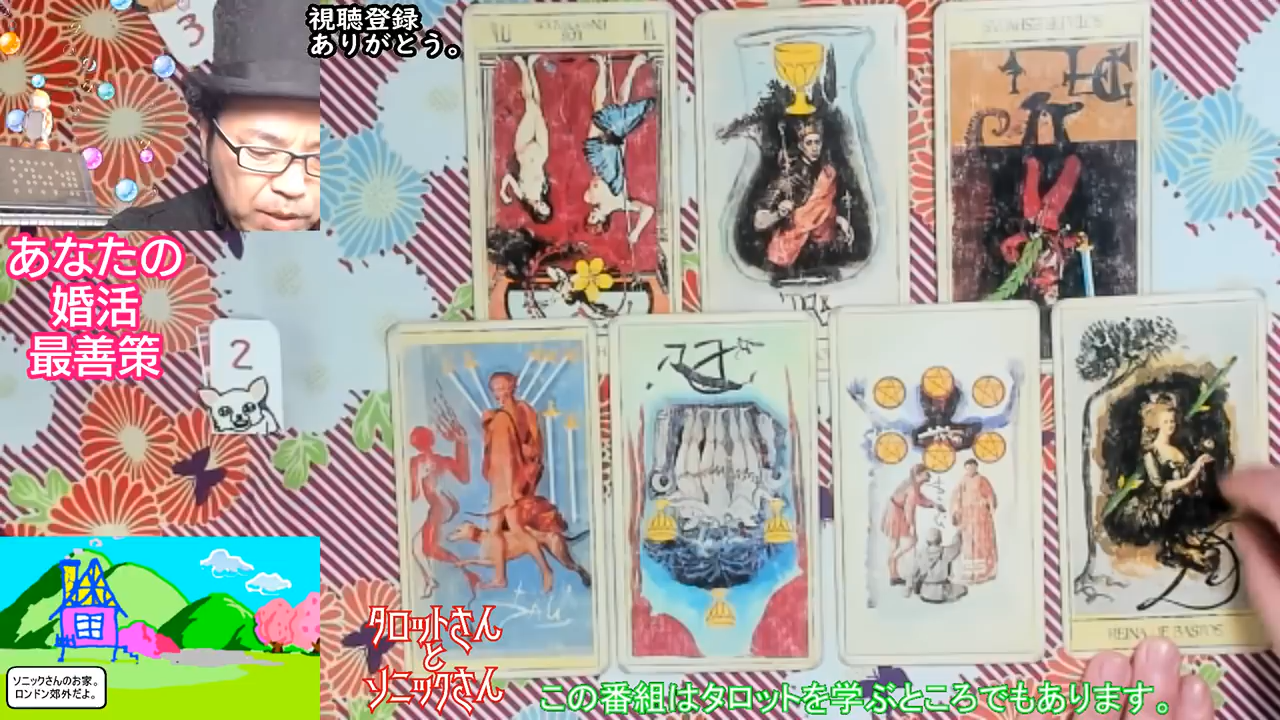 視聴登録
ありがとう。
3
あなたの
婚活
最善策
2
ソニックさんのお家。
ロンドン郊外だよ。
タロットさん
と
ソニックさん
REINA DE BASTOS
この番組はタロットを学ぶところでもあります。